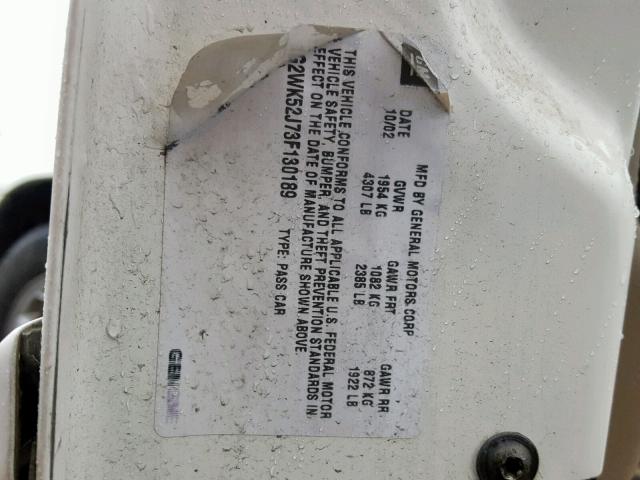 MFD BY GENERAL MOTORS CORP
DATE GVWR GAWR FRT GAWR RR
10/02 1954 KG 1082 KG 872 KG
4307 LB 2385 LB 1922 LB
THIS VEHICLE CONFORMS TO ALL APPLICABLE U.S. FEDERAL MOTOR
VEHICLE SAFETY, BUMPER, AND THEFT PREVENTION STANDARDS IN
EFFECT ON THE DATE OF MANUFACTURE SHOWN ABOVE
G2WK52J73F130189 TYPE: PASS CAR